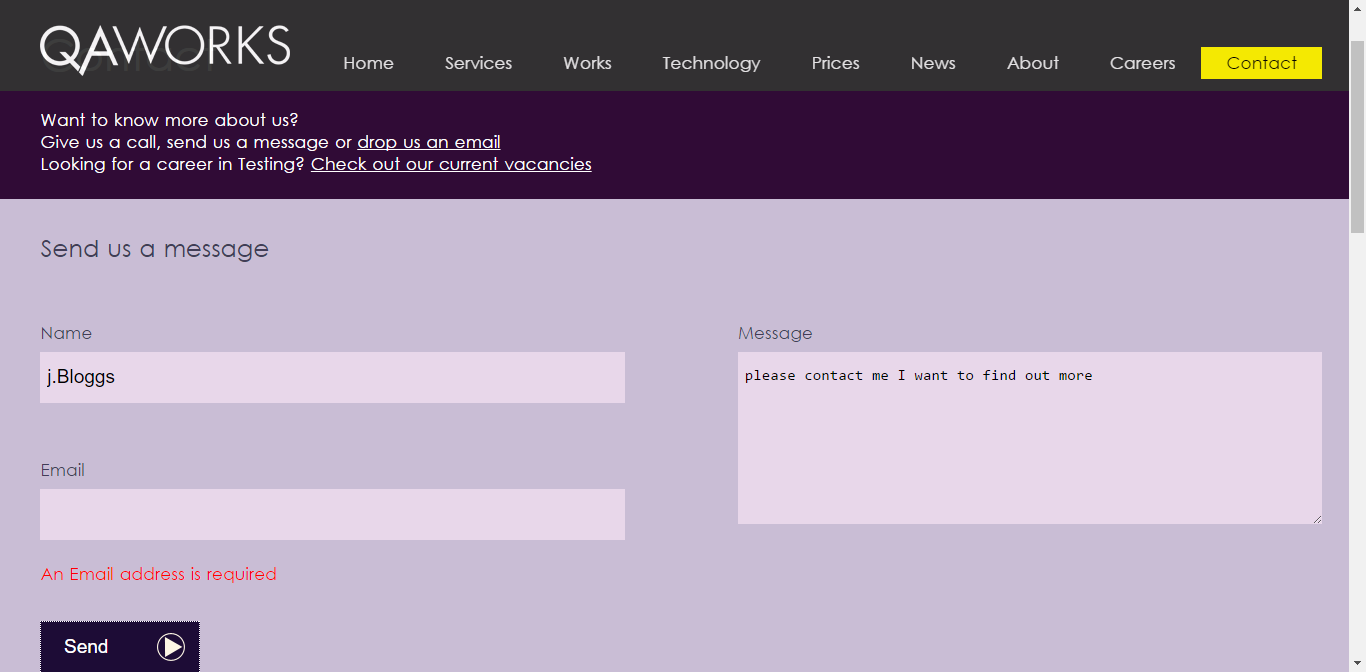 QAWORKS
Contact
Home Services Works Technology Prices News About Careers Contact
Want to know more about us?
Give us a call, send us a message or drop us an email
Looking for a career in Testing? Check out our current vacancies
Send us a message
Name
j.Bloggs
Message
please contact me I want to find out more
Email
An Email address is required
Send